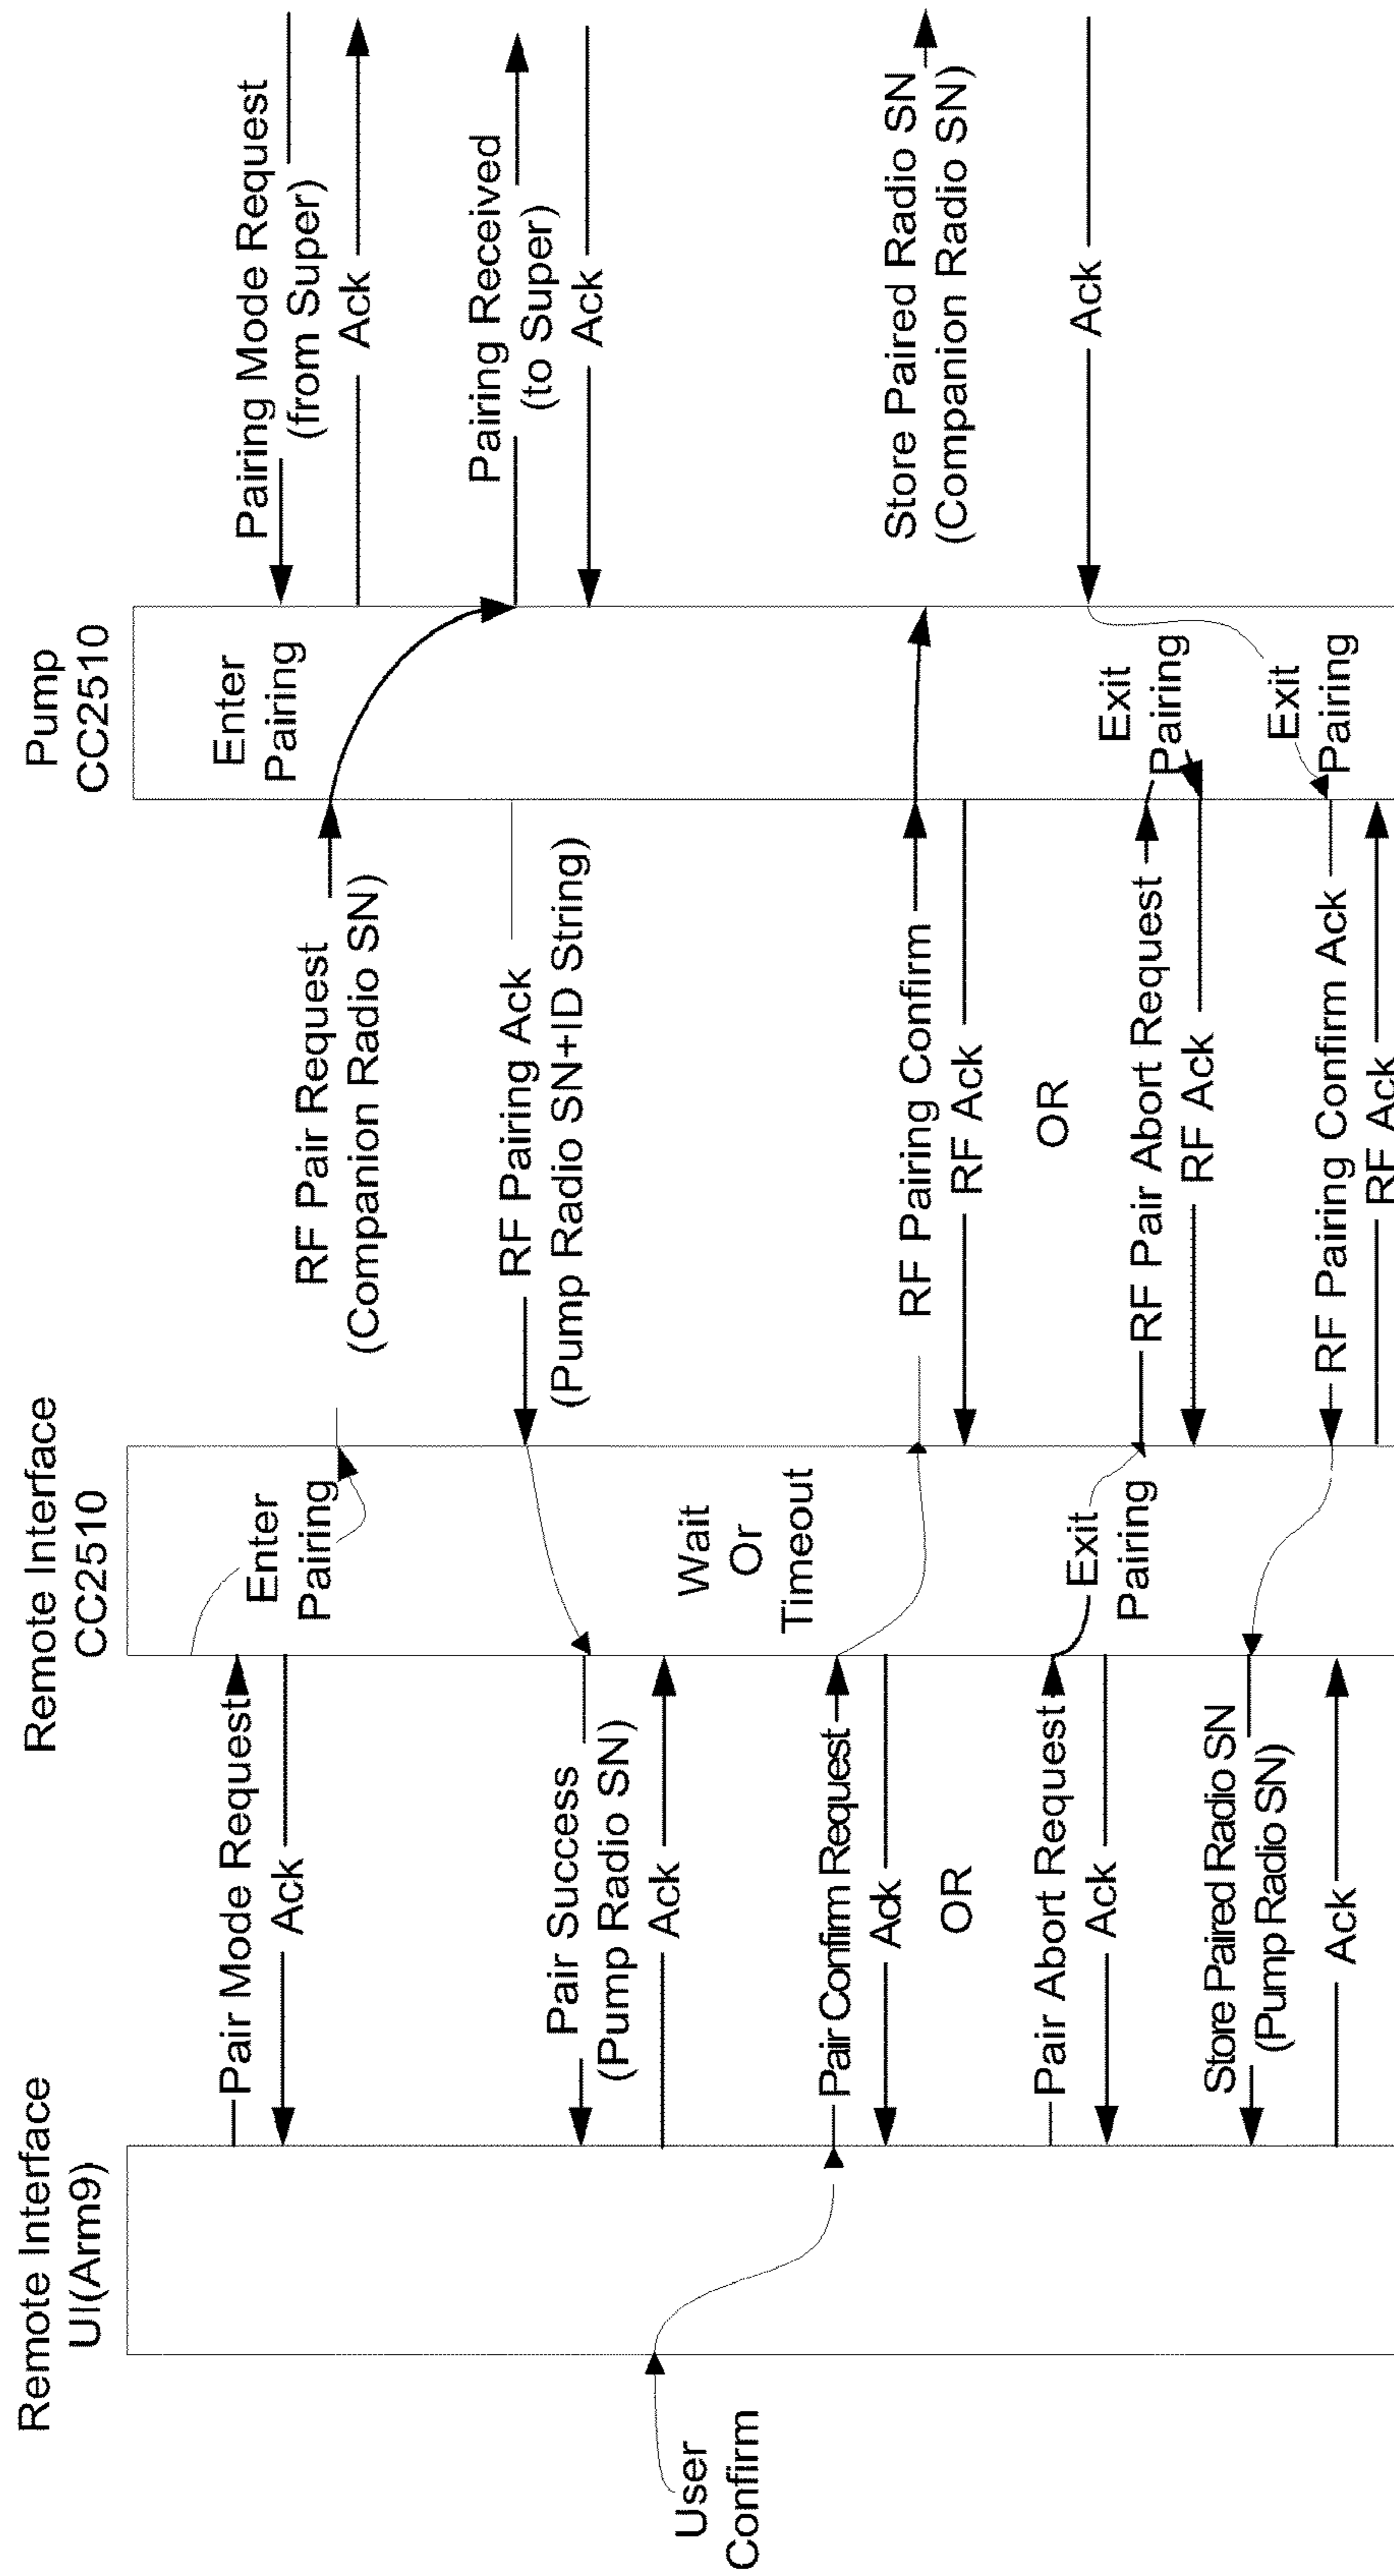 Remote Interface
UI(Arm9)
Remote Interface
CC2510
Pump
CC2510
User
Confirm
Pair Mode Request
Ack
Pair Success
(Pump Radio SN)
Ack
Pair Confirm Request
Ack
OR
Pair Abort Request
Ack
Store Paired Radio SN
(Pump Radio SN)
Ack
Enter
Pairing
Wait
Or
Timeout
Exit
Pairing
RF Pair Request
(Companion Radio SN)
RF Pairing Ack
(Pump Radio SN+ID String)
RF Pairing Confirm
RF Ack
OR
RF Pair Abort Request
RF Ack
RF Pairing Confirm Ack
RF Ack
Enter
Pairing
Exit
Pairing
Exit
Pairing
Pairing Mode Request
(from Super)
Ack
Pairing Received
(to Super)
Ack
Store Paired Radio SN
(Companion Radio SN)
Ack